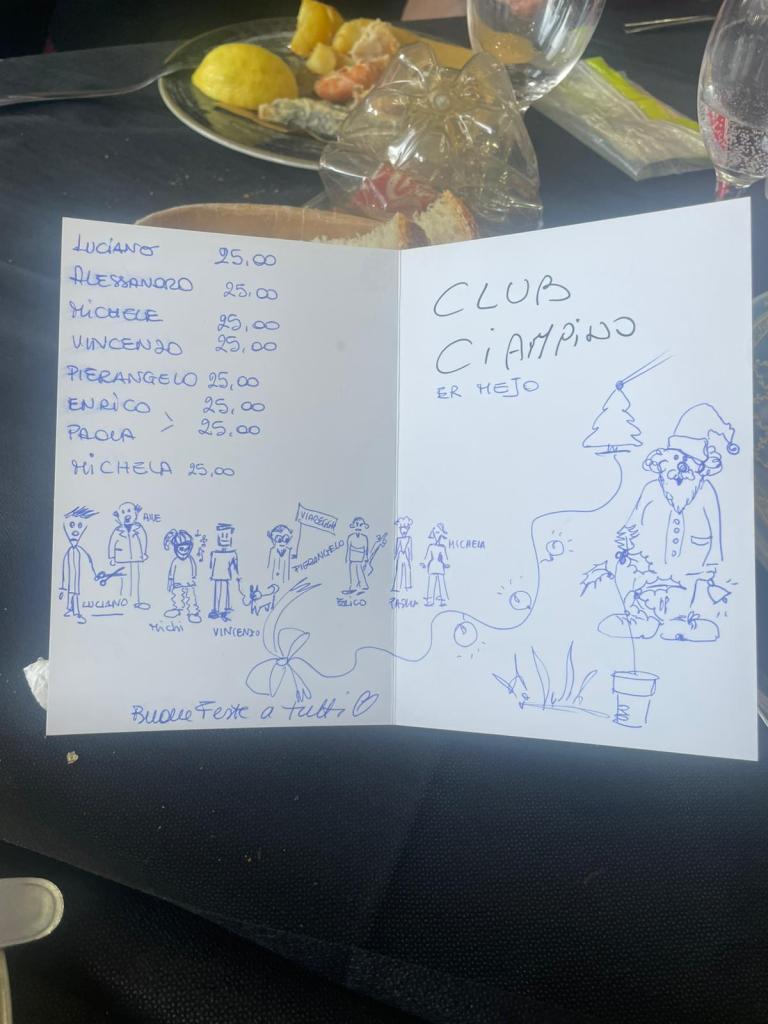 LUCIANO 25,00
ALESSANDRO 25,00
MICHELE 25,00
VINCENZO 25,00
PIERANGELO 25,00
ENRICO 25,00
PAOLA > 25,00
MICHELA 25,00
CLUB
CIAMPINO
ER MEJO
ALE
LUCIANO
MICHI
VINCENZO
PIERANGELO
ENRICO
PAOLA
MICHELA
Buone Feste a tutti